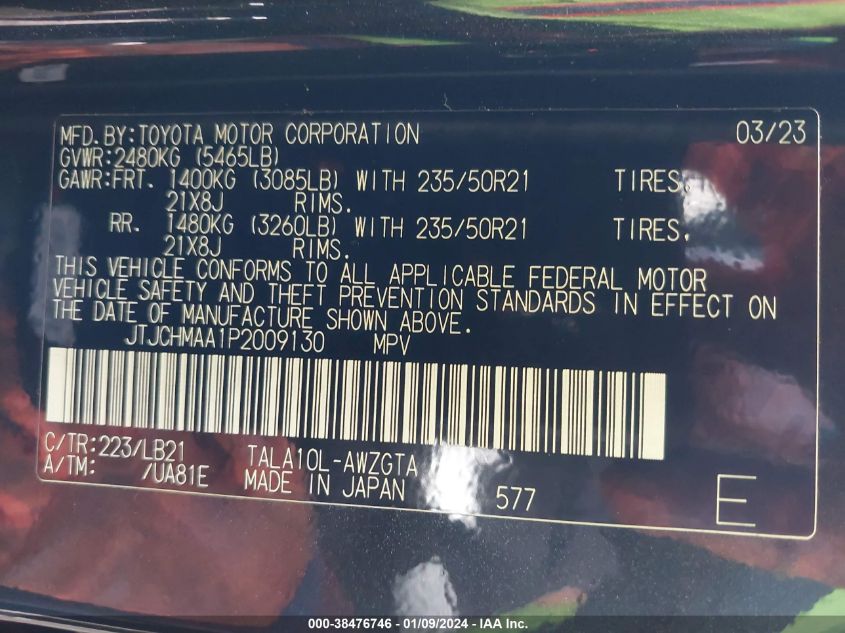 MFD.BY:TOYOTA MOTOR CORPORATION 03/23
GVWR:2480KG (5465LB)
GAWR:FRT. 1400KG (3085LB) WITH 235/50R21 TIRES.
21X8J RIMS.
RR. 1480KG (3260LB) WITH 235/50R21 TIRES.
21X8J RIMS.
THIS VEHICLE CONFORMS TO ALL APPLICABLE FEDERAL MOTOR
VEHICLE SAFETY AND THEFT PREVENTION STANDARDS IN EFFECT ON
THE DATE OF MANUFACTURE SHOWN ABOVE.
JTJCHMAA1P2009130 MPV
C/TR:223/LB21 TALA10L-AWZGTA
A/TM: /UA81E MADE IN JAPAN 577 E
000-38476746 - 01/09/2024 - IAA Inc.